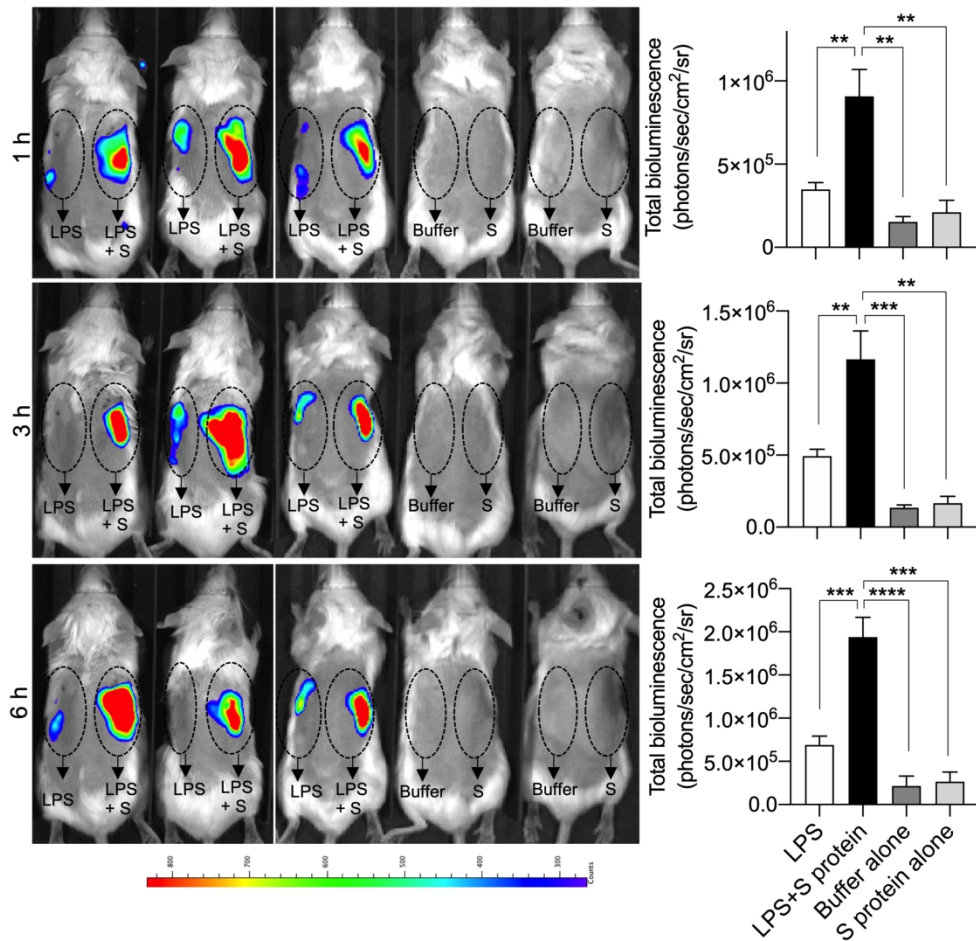 1 h
LPS
LPS
+ S
LPS
LPS
+ S
LPS
LPS
+ S
Buffer
S
Buffer
S
Total bioluminescence
(photons/sec/cm²/sr)
1×10⁶
5×10⁵
0
**
**
**
3 h
LPS
LPS
+ S
LPS
LPS
+ S
LPS
LPS
+ S
Buffer
S
Buffer
S
Total bioluminescence
(photons/sec/cm²/sr)
1.5×10⁶
1.0×10⁶
5.0×10⁵
0.0
**
***
**
6 h
LPS
LPS
+ S
LPS
LPS
+ S
LPS
LPS
+ S
Buffer
S
Buffer
S
Total bioluminescence
(photons/sec/cm²/sr)
2.5×10⁶
2.0×10⁶
1.5×10⁶
1.0×10⁶
5.0×10⁵
0.0
***
****
***
LPS
LPS+S protein
Buffer alone
S protein alone
800
700
600
500
400
300
Counts